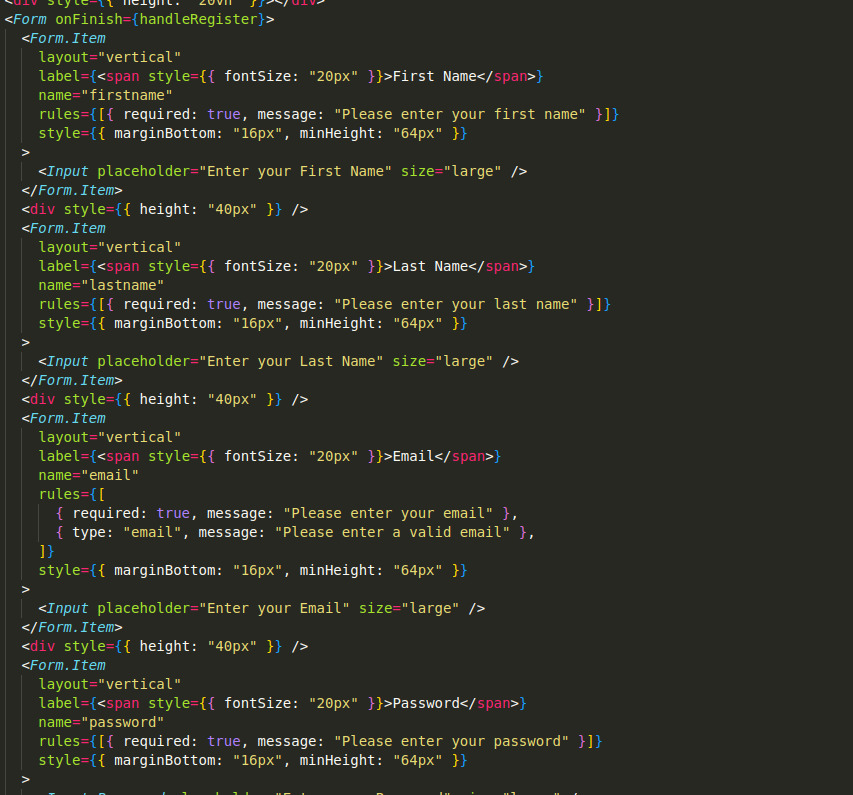 <div style={{ height: "20vh" }}></div>
<Form onFinish={handleRegister}>
<Form.Item
layout="vertical"
label={<span style={{ fontSize: "20px" }}>First Name</span>}
name="firstname"
rules={[{ required: true, message: "Please enter your first name" }]}
style={{ marginBottom: "16px", minHeight: "64px" }}
>
<Input placeholder="Enter your First Name" size="large" />
</Form.Item>
<div style={{ height: "40px" }} />
<Form.Item
layout="vertical"
label={<span style={{ fontSize: "20px" }}>Last Name</span>}
name="lastname"
rules={[{ required: true, message: "Please enter your last name" }]}
style={{ marginBottom: "16px", minHeight: "64px" }}
>
<Input placeholder="Enter your Last Name" size="large" />
</Form.Item>
<div style={{ height: "40px" }} />
<Form.Item
layout="vertical"
label={<span style={{ fontSize: "20px" }}>Email</span>}
name="email"
rules={[
{ required: true, message: "Please enter your email" },
{ type: "email", message: "Please enter a valid email" },
]}
style={{ marginBottom: "16px", minHeight: "64px" }}
>
<Input placeholder="Enter your Email" size="large" />
</Form.Item>
<div style={{ height: "40px" }} />
<Form.Item
layout="vertical"
label={<span style={{ fontSize: "20px" }}>Password</span>}
name="password"
rules={[{ required: true, message: "Please enter your password" }]}
style={{ marginBottom: "16px", minHeight: "64px" }}
>